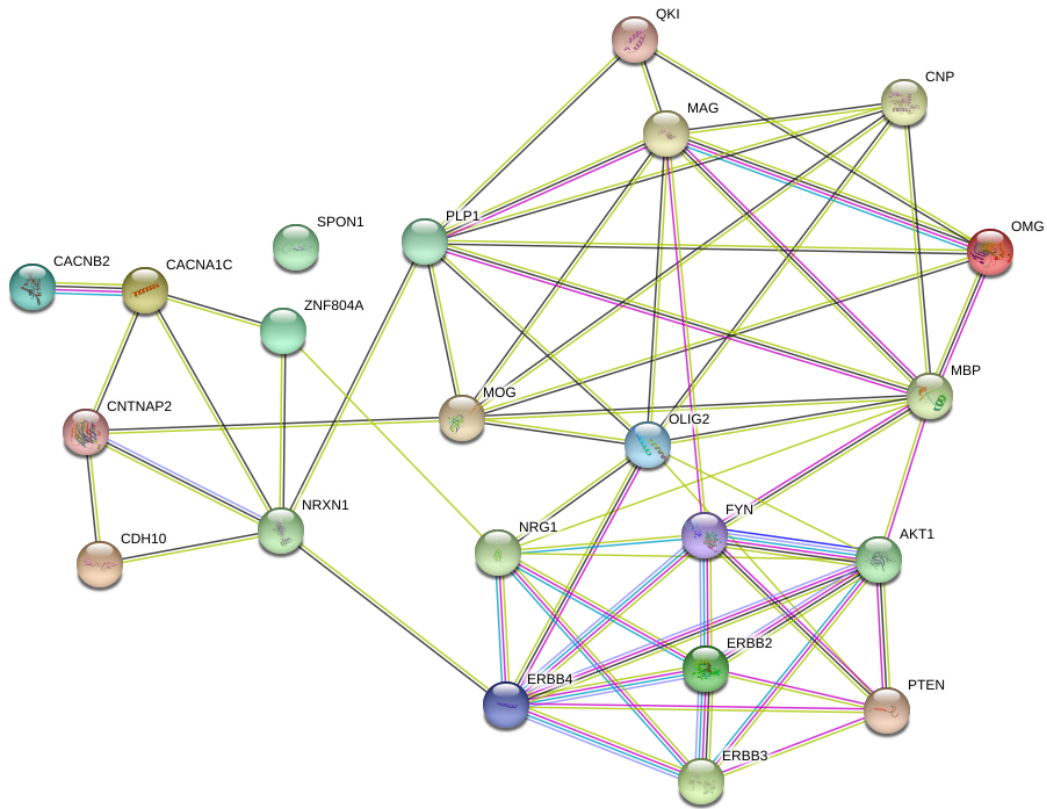 QKI
CNP
MAG
PLP1
SPON1
OMG
CACNB2
CACNA1C
ZNF804A
MBP
MOG
CNTNAP2
OLIG2
NRXN1
FYN
NRG1
AKT1
CDH10
ERBB2
ERBB4
PTEN
ERBB3